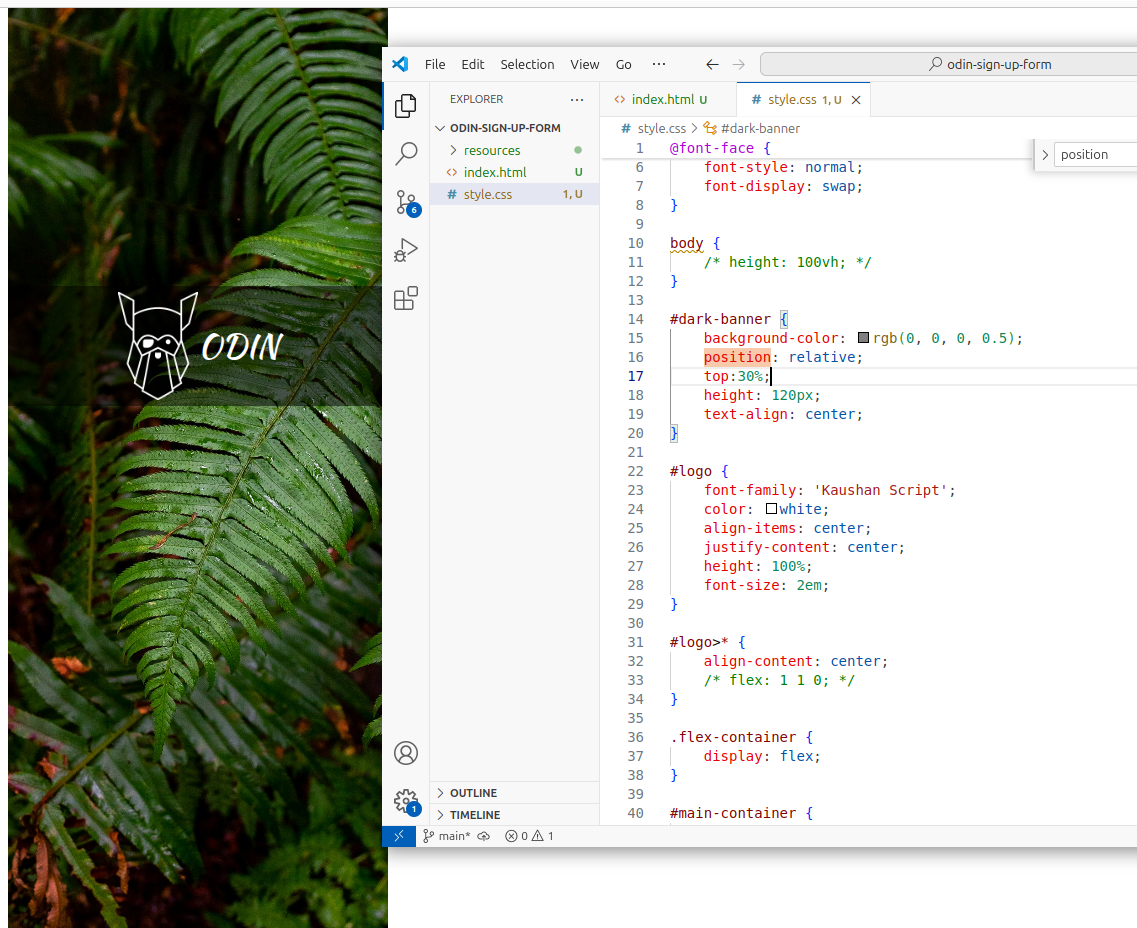 ODIN
File Edit Selection View Go ··· odin-sign-up-form
EXPLORER ···
ODIN-SIGN-UP-FORM
resources
index.html U
style.css 1, U
6
OUTLINE
TIMELINE
1
index.html U
style.css 1, U
style.css > #dark-banner
position
1 @font-face {
6 font-style: normal;
7 font-display: swap;
8 }
9
10 body {
11 /* height: 100vh; */
12 }
13
14 #dark-banner {
15 background-color: rgb(0, 0, 0, 0.5);
16 position: relative;
17 top:30%;
18 height: 120px;
19 text-align: center;
20 }
21
22 #logo {
23 font-family: 'Kaushan Script';
24 color: white;
25 align-items: center;
26 justify-content: center;
27 height: 100%;
28 font-size: 2em;
29 }
30
31 #logo>* {
32 align-content: center;
33 /* flex: 1 1 0; */
34 }
35
36 .flex-container {
37 display: flex;
38 }
39
40 #main-container {
main* 0 1